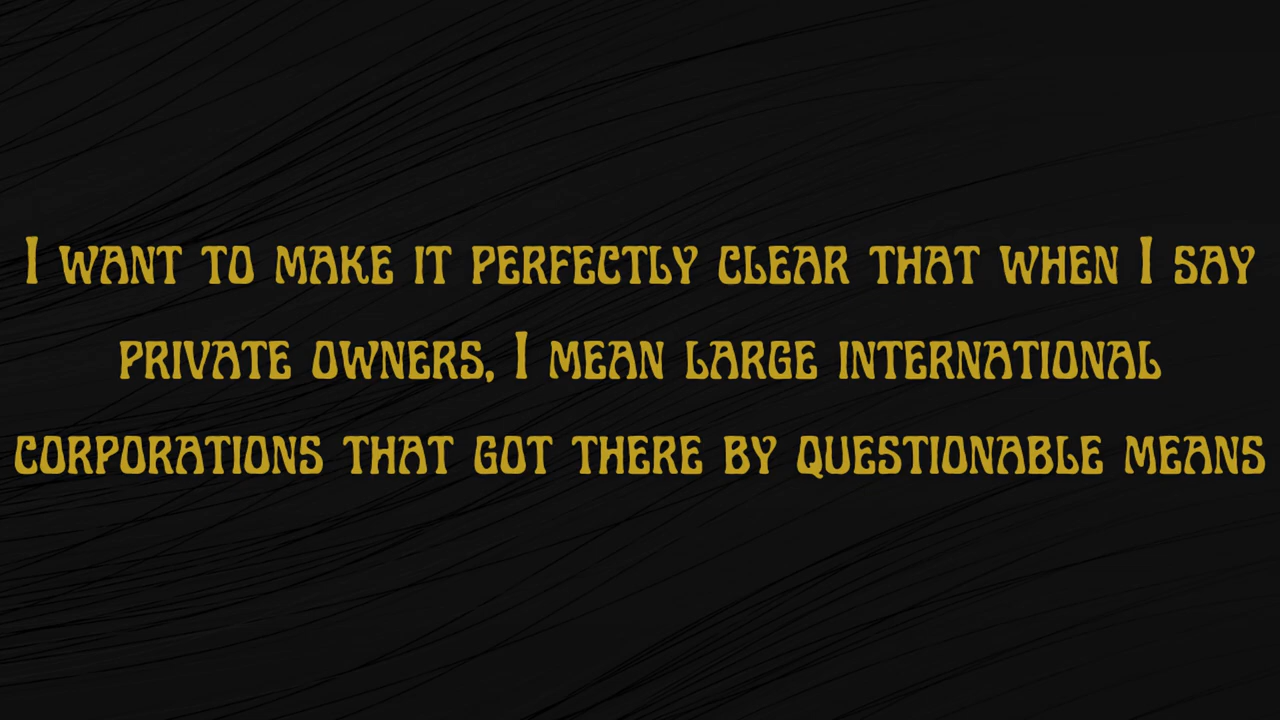 I want to make it perfectly clear that when I say
private owners, I mean large international
corporations that got there by questionable means